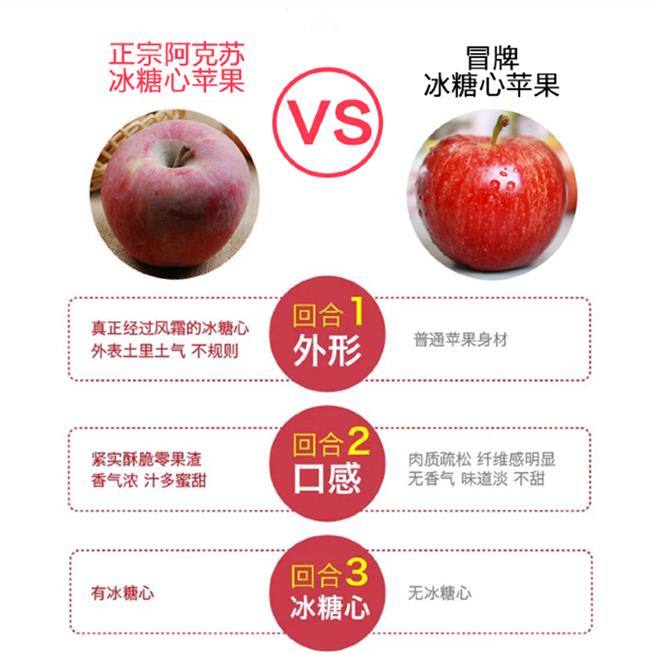 正宗阿克苏
冰糖心苹果
VS
冒牌
冰糖心苹果
真正经过风霜的冰糖心
外表土里土气 不规则
回合1
外形
普通苹果身材
紧实酥脆零果渣
香气浓 汁多蜜甜
回合2
口感
肉质疏松 纤维感明显
无香气 味道淡 不甜
有冰糖心
回合3
冰糖心
无冰糖心